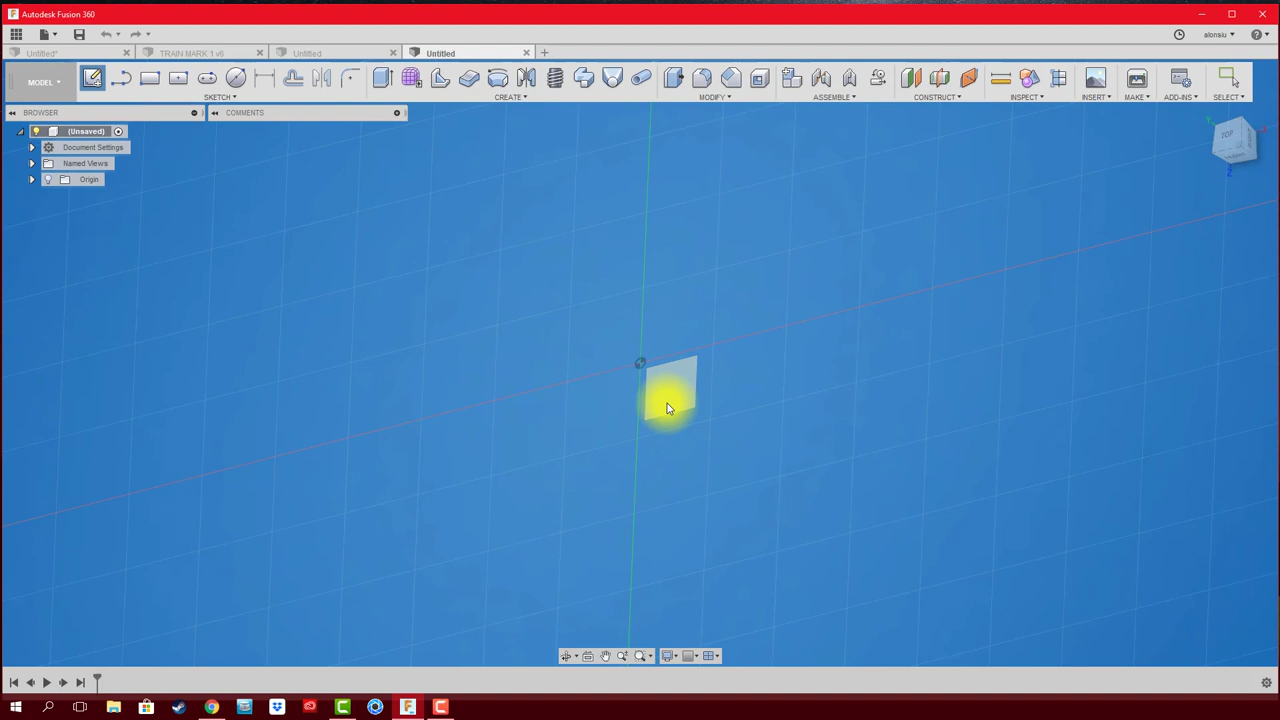 Autodesk Fusion 360
alonsiu
Untitled*
TRAIN MARK 1 v6
Untitled
Untitled
MODEL
SKETCH
CREATE
MODIFY
ASSEMBLE
CONSTRUCT
INSPECT
INSERT
MAKE
ADD-INS
SELECT
BROWSER
COMMENTS
(Unsaved)
Document Settings
Named Views
Origin
TOP
Z